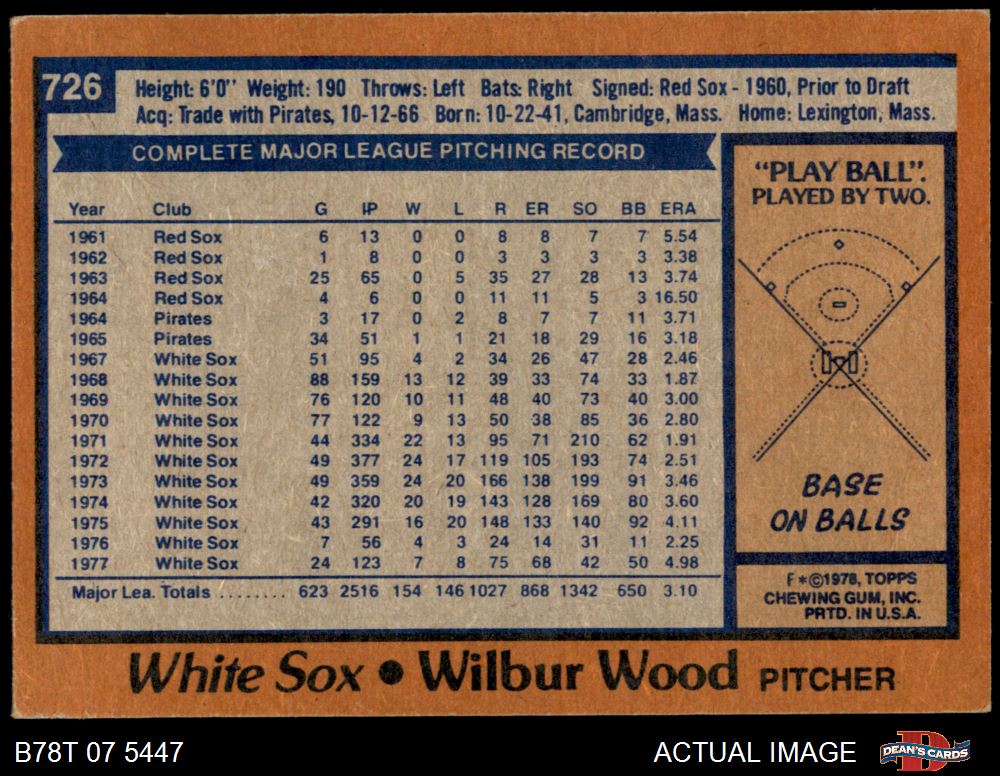 726
Height: 6'0" Weight: 190 Throws: Left Bats: Right Signed: Red Sox - 1960, Prior to Draft
Acq: Trade with Pirates, 10-12-66 Born: 10-22-41, Cambridge, Mass. Home: Lexington, Mass.
COMPLETE MAJOR LEAGUE PITCHING RECORD
Year Club G IP W L R ER SO BB ERA
1961 Red Sox 6 13 0 0 8 8 7 7 5.54
1962 Red Sox 1 8 0 0 3 3 3 3 3.38
1963 Red Sox 25 65 0 5 35 27 28 13 3.74
1964 Red Sox 4 6 0 0 11 11 5 3 16.50
1964 Pirates 3 17 0 2 8 7 7 11 3.71
1965 Pirates 34 51 1 1 21 18 29 16 3.18
1967 White Sox 51 95 4 2 34 26 47 28 2.46
1968 White Sox 88 159 13 12 39 33 74 33 1.87
1969 White Sox 76 120 10 11 48 40 73 40 3.00
1970 White Sox 77 122 9 13 50 38 85 36 2.80
1971 White Sox 44 334 22 13 95 71 210 62 1.91
1972 White Sox 49 377 24 17 119 105 193 74 2.51
1973 White Sox 49 359 24 20 166 138 199 91 3.46
1974 White Sox 42 320 20 19 143 128 169 80 3.60
1975 White Sox 43 291 16 20 148 133 140 92 4.11
1976 White Sox 7 56 4 3 24 14 31 11 2.25
1977 White Sox 24 123 7 8 75 68 42 50 4.98
Major Lea. Totals ........ 623 2516 154 146 1027 868 1342 650 3.10
"PLAY BALL".
PLAYED BY TWO.
BASE
ON BALLS
F*©1978, TOPPS
CHEWING GUM, INC.
PRTD. IN U.S.A.
White Sox • Wilbur Wood PITCHER
B78T 07 5447
ACTUAL IMAGE
D
DEAN'S CARDS